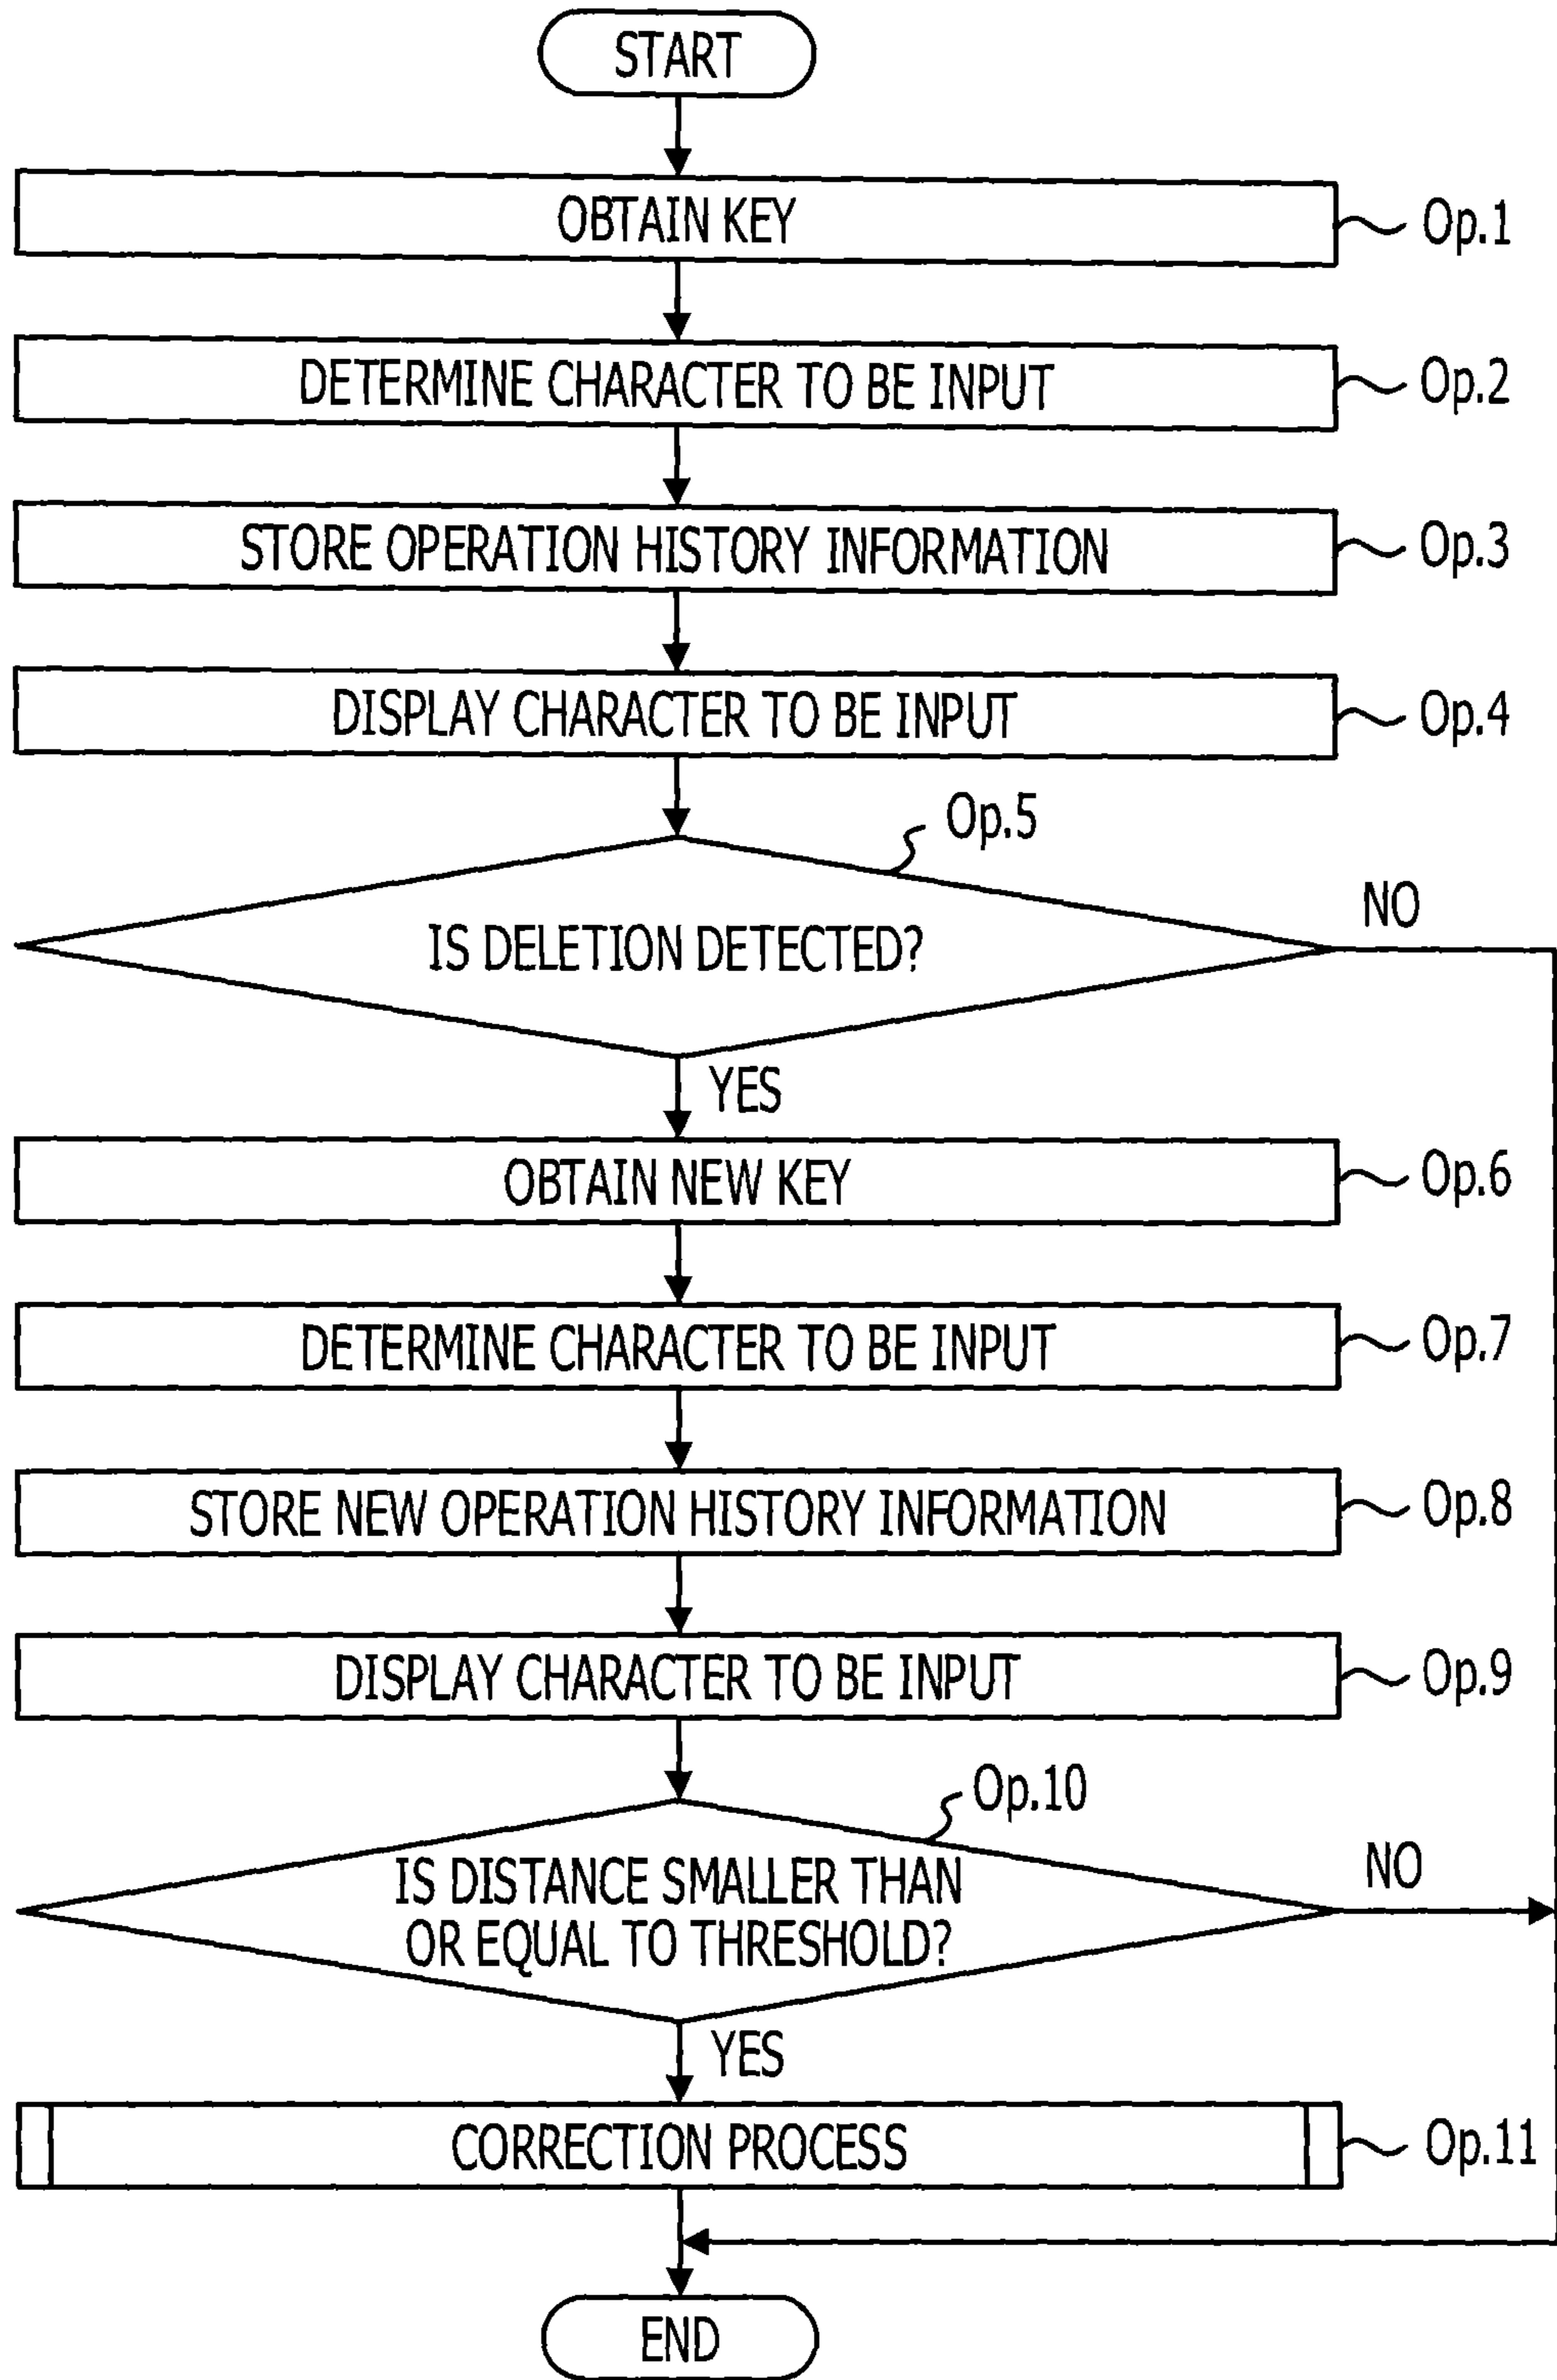 START
OBTAIN KEY
Op.1
DETERMINE CHARACTER TO BE INPUT
Op.2
STORE OPERATION HISTORY INFORMATION
Op.3
DISPLAY CHARACTER TO BE INPUT
Op.4
Op.5
IS DELETION DETECTED?
NO
YES
OBTAIN NEW KEY
Op.6
DETERMINE CHARACTER TO BE INPUT
Op.7
STORE NEW OPERATION HISTORY INFORMATION
Op.8
DISPLAY CHARACTER TO BE INPUT
Op.9
Op.10
IS DISTANCE SMALLER THAN
OR EQUAL TO THRESHOLD?
NO
YES
CORRECTION PROCESS
Op.11
END